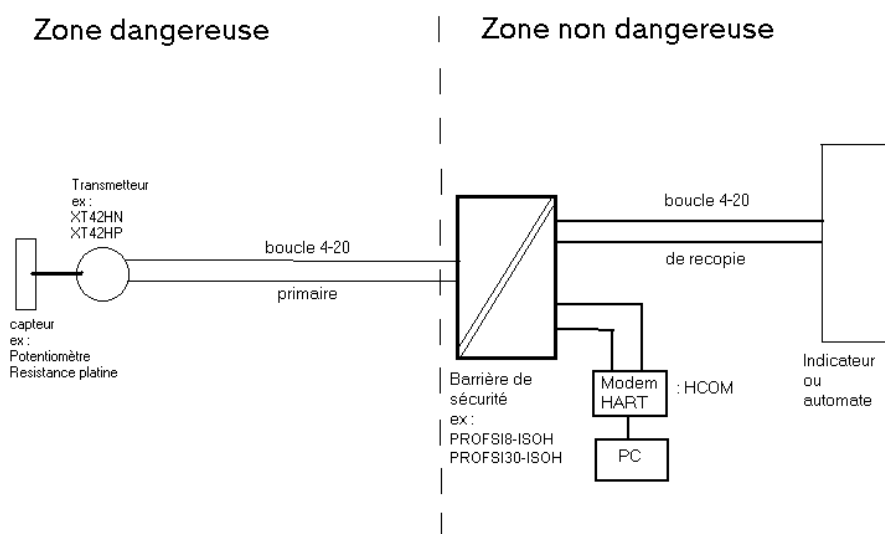 Zone dangereuse
Zone non dangereuse
Transmetteur
ex :
XT42HN
XT42HP
boucle 4-20
primaire
capteur
ex :
Potentiomètre
Resistance platine
boucle 4-20
de recopie
Barrière de
sécurité
ex :
PROFSI8-ISOH
PROFSI30-ISOH
Modem
HART
: HCOM
PC
Indicateur
ou
automate